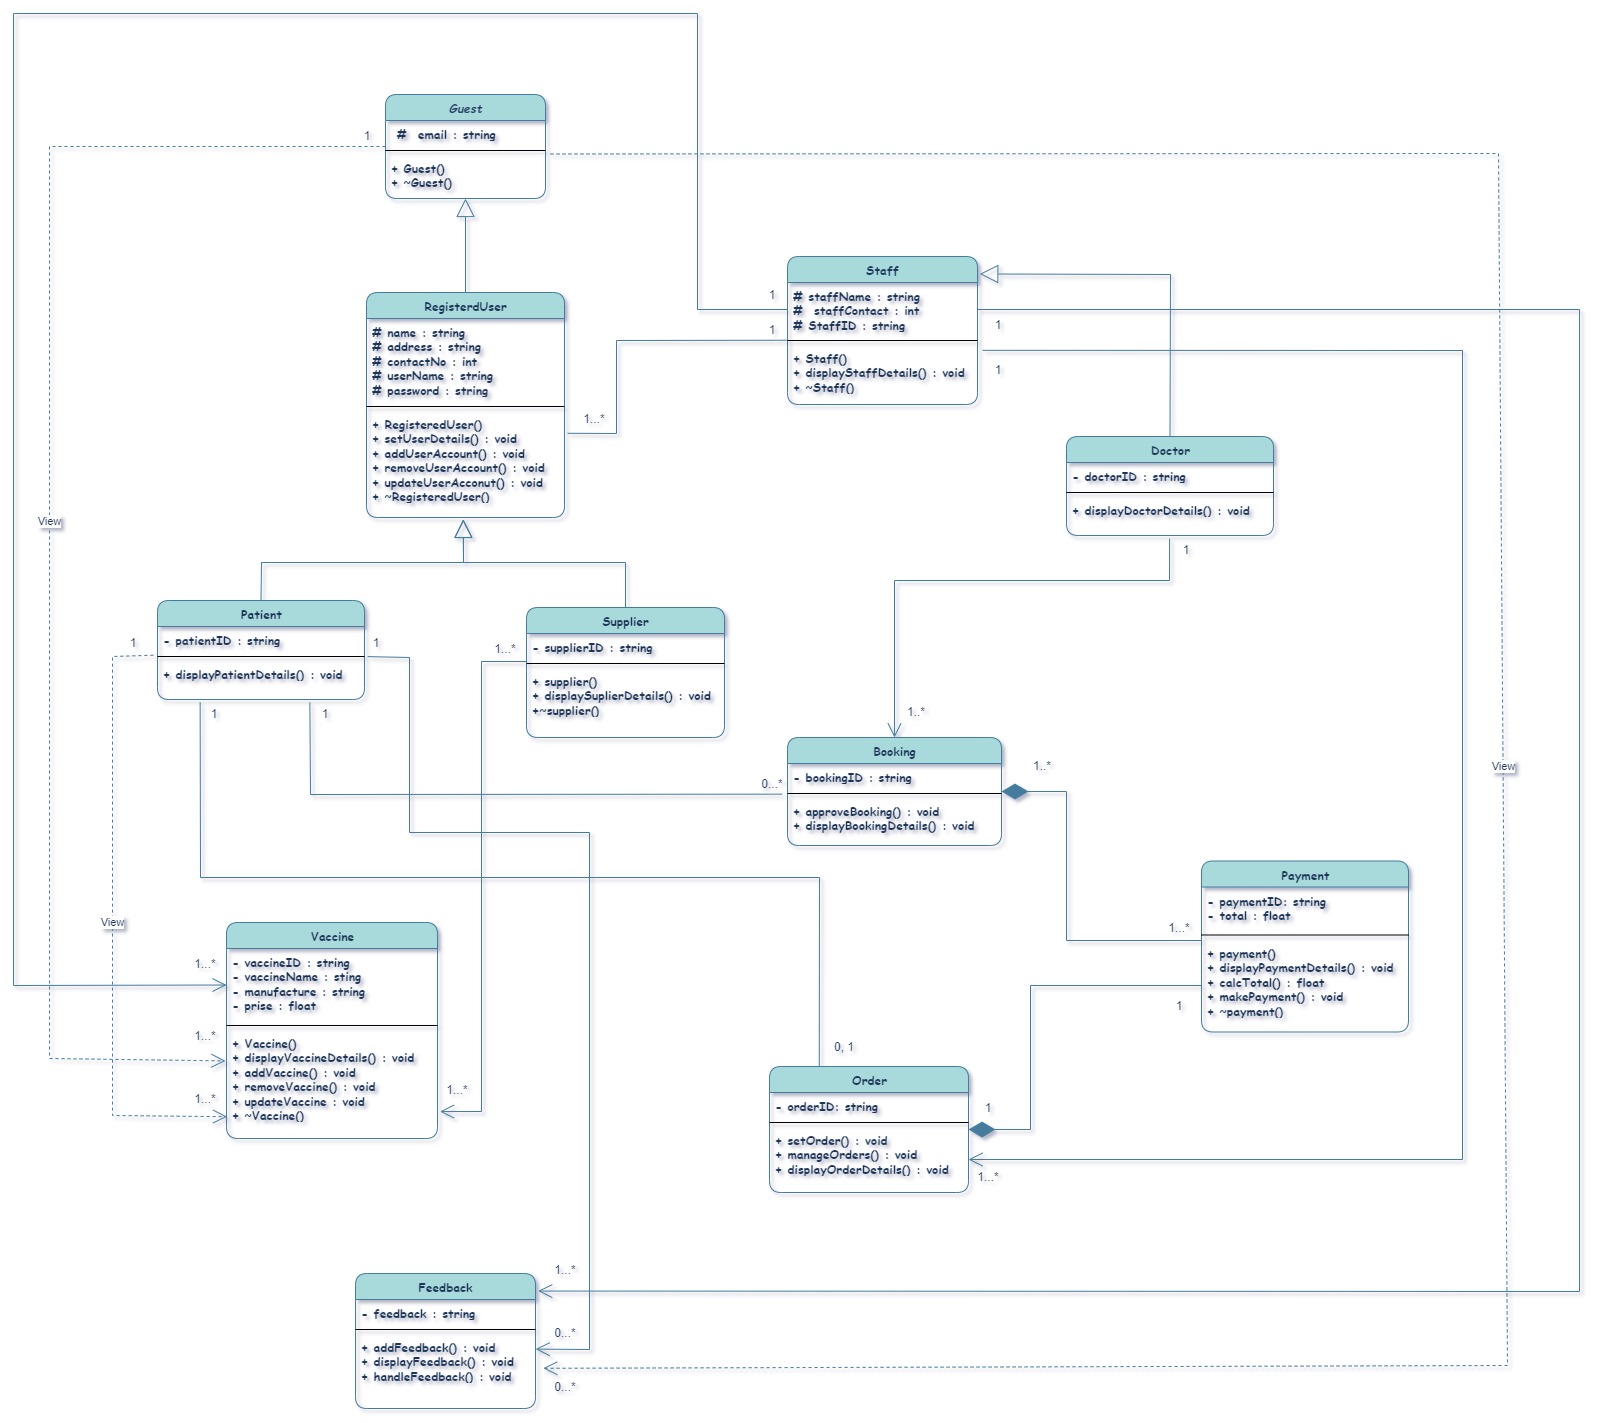 Guest
# email : string
+ Guest()
+ ~Guest()
1
Staff
# staffName : string
# staffContact : int
# StaffID : string
+ Staff()
+ displayStaffDetails() : void
+ ~Staff()
1
1
1
1
RegisterdUser
# name : string
# address : string
# contactNo : int
# userName : string
# password : string
+ RegisteredUser()
+ setUserDetails() : void
+ addUserAccount() : void
+ removeUserAccount() : void
+ updateUserAcconut() : void
+ ~RegisteredUser()
1...*
Doctor
- doctorID : string
+ displayDoctorDetails() : void
1
View
Patient
- patientID : string
+ displayPatientDetails() : void
1
1
1
1
Supplier
- supplierID : string
+ supplier()
+ displaySuplierDetails() : void
+~supplier()
1...*
1..*
Booking
- bookingID : string
+ approveBooking() : void
+ displayBookingDetails() : void
0...*
1..*
View
Payment
- paymentID: string
- total : float
+ payment()
+ displayPaymentDetails() : void
+ calcTotal() : float
+ makePayment() : void
+ ~payment()
1...*
1
View
Vaccine
- vaccineID : string
- vaccineName : sting
- manufacture : string
- prise : float
+ Vaccine()
+ displayVaccineDetails() : void
+ addVaccine() : void
+ removeVaccine() : void
+ updateVaccine : void
+ ~Vaccine()
1...*
1...*
1...*
1...*
0, 1
Order
- orderID: string
+ setOrder() : void
+ manageOrders() : void
+ displayOrderDetails() : void
1
1...*
Feedback
- feedback : string
+ addFeedback() : void
+ displayFeedback() : void
+ handleFeedback() : void
1...*
0...*
0...*